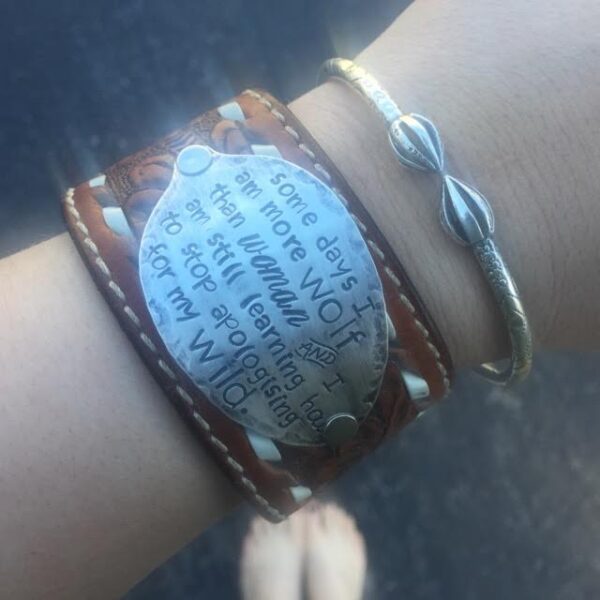 some days I
am more WOLF
than woman AND I
am still learning how
to stop apologising
for my WILD.